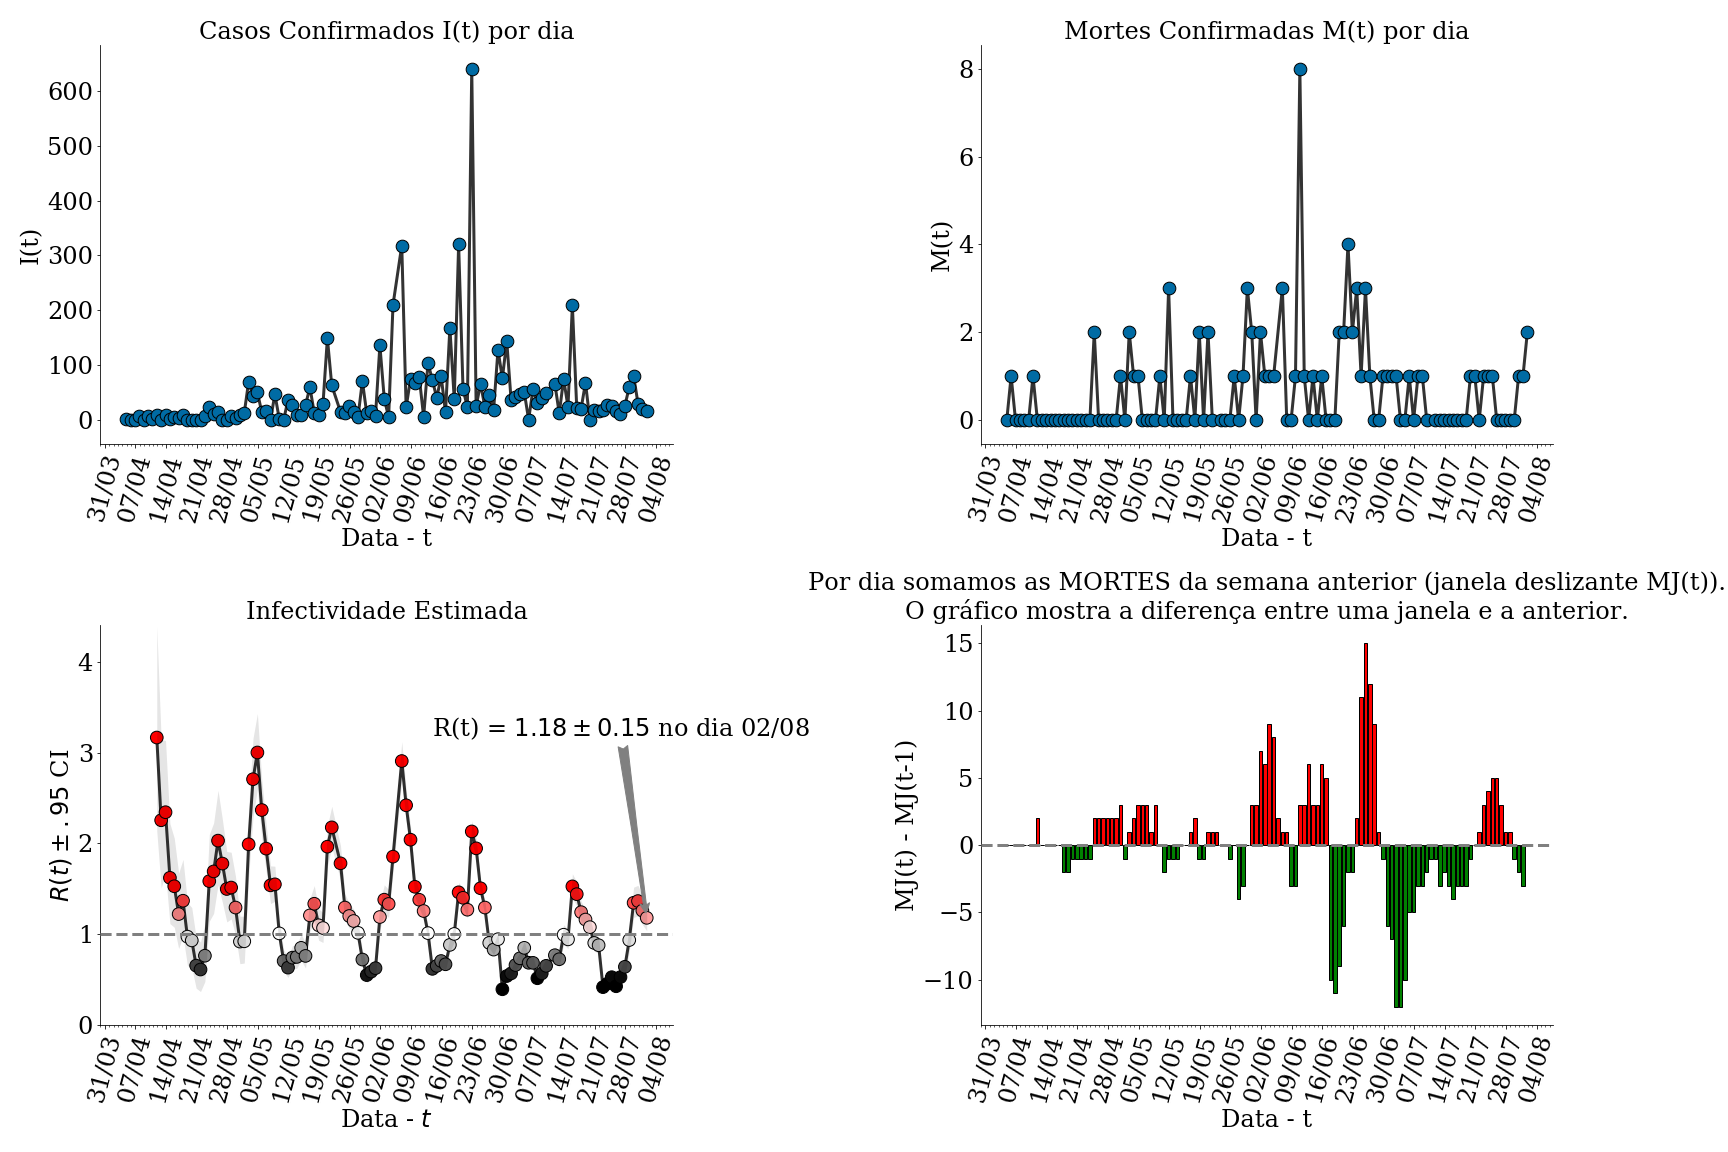 Casos Confirmados I(t) por dia
I(t)
600
500
400
300
200
100
0
31/03 07/04 14/04 21/04 28/04 05/05 12/05 19/05 26/05 02/06 09/06 16/06 23/06 30/06 07/07 14/07 21/07 28/07 04/08
Data - t
Mortes Confirmadas M(t) por dia
M(t)
8
6
4
2
0
31/03 07/04 14/04 21/04 28/04 05/05 12/05 19/05 26/05 02/06 09/06 16/06 23/06 30/06 07/07 14/07 21/07 28/07 04/08
Data - t
Infectividade Estimada
R(t) ± . 95 CI
4
3
2
1
0
R(t) = 1.18 ± 0.15 no dia 02/08
31/03 07/04 14/04 21/04 28/04 05/05 12/05 19/05 26/05 02/06 09/06 16/06 23/06 30/06 07/07 14/07 21/07 28/07 04/08
Data - t
Por dia somamos as MORTES da semana anterior (janela deslizante MJ(t)).
O gráfico mostra a diferença entre uma janela e a anterior.
MJ(t) - MJ(t-1)
15
10
5
0
−5
−10
31/03 07/04 14/04 21/04 28/04 05/05 12/05 19/05 26/05 02/06 09/06 16/06 23/06 30/06 07/07 14/07 21/07 28/07 04/08
Data - t